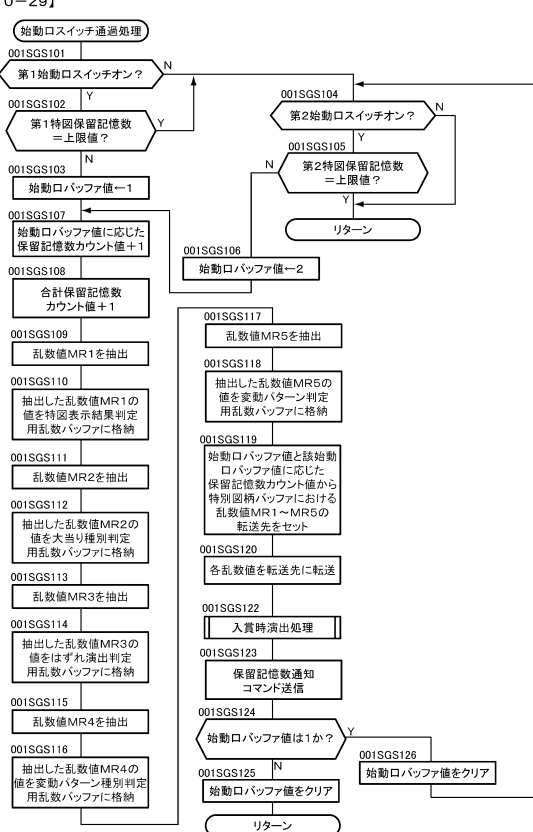 0−29】
始動口スイッチ通過処理
001SGS101
第1始動口スイッチオン？
N
Y
001SGS102
第1特図保留記憶数
＝上限値？
Y
N
001SGS103
始動口バッファ値←1
001SGS107
始動口バッファ値に応じた
保留記憶数カウント値＋1
001SGS108
合計保留記憶数
カウント値＋1
001SGS109
乱数値MR1を抽出
001SGS110
抽出した乱数値MR1の
値を特図表示結果判定
用乱数バッファに格納
001SGS111
乱数値MR2を抽出
001SGS112
抽出した乱数値MR2の
値を大当り種別判定
用乱数バッファに格納
001SGS113
乱数値MR3を抽出
001SGS114
抽出した乱数値MR3の
値をはずれ演出判定
用乱数バッファに格納
001SGS115
乱数値MR4を抽出
001SGS116
抽出した乱数値MR4の
値を変動パターン種別判定
用乱数バッファに格納
001SGS104
第2始動口スイッチオン？
N
Y
001SGS105
第2特図保留記憶数
＝上限値？
N
Y
リターン
001SGS106
始動口バッファ値←2
001SGS117
乱数値MR5を抽出
001SGS118
抽出した乱数値MR5の
値を変動パターン判定
用乱数バッファに格納
001SGS119
始動口バッファ値と該始動
口バッファ値に応じた
保留記憶数カウント値から
特別図柄バッファにおける
乱数値MR1～MR5の
転送先をセット
001SGS120
各乱数値を転送先に転送
001SGS122
入賞時演出処理
001SGS123
保留記憶数通知
コマンド送信
001SGS124
始動口バッファ値は1か？
Y
N
001SGS125
始動口バッファ値をクリア
リターン
001SGS126
始動口バッファ値をクリア